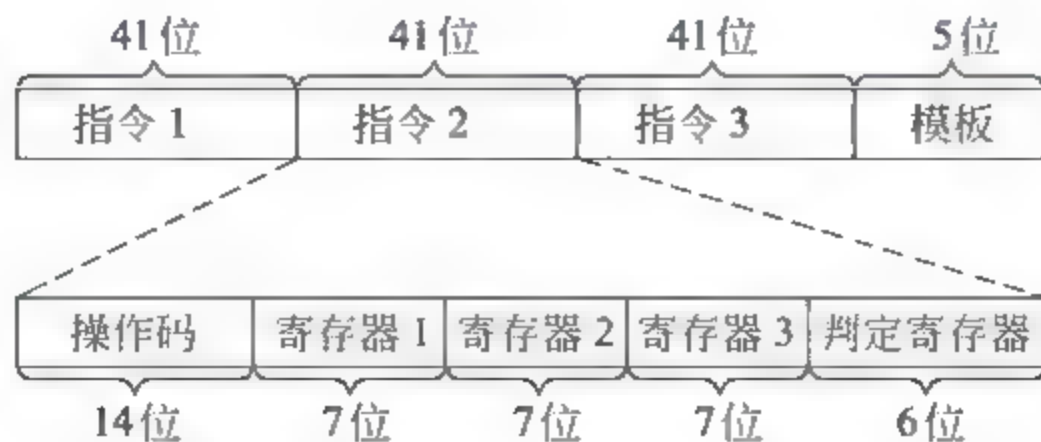 41位 41位 41位 5位
指令1 指令2 指令3 模板
操作码 寄存器1 寄存器2 寄存器3 判定寄存器
14位 7位 7位 7位 6位